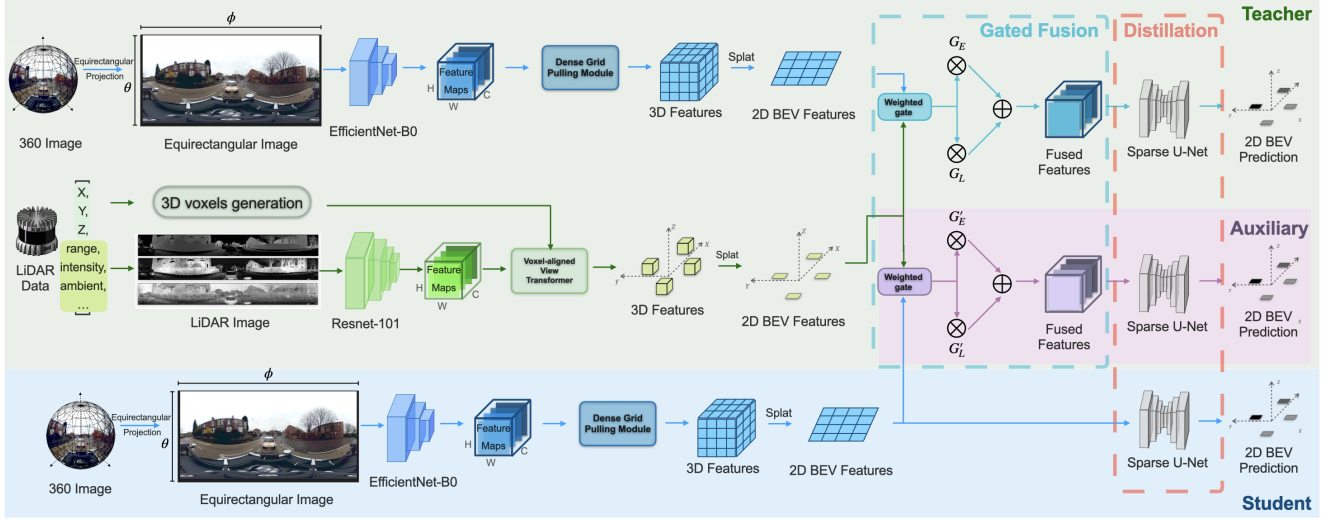 Teacher
Gated Fusion
Distillation
ϕ
θ
Equirectangular
Projection
360 Image
Equirectangular Image
EfficientNet-B0
Feature
Maps
H
W
C
Dense Grid
Pulling Module
3D Features
Splat
2D BEV Features
Weighted
gate
G_E
G_L
Fused
Features
Sparse U-Net
Z
Y
X
2D BEV
Prediction
LiDAR
Data
X,
Y,
Z,
range,
intensity,
ambient,
...
3D voxels generation
LiDAR Image
Resnet-101
Feature
Maps
H
W
C
Voxel-aligned
View
Transformer
Z
X
Y
3D Features
Splat
Z
X
Y
2D BEV Features
Auxiliary
Weighted
gate
G'_E
G'_L
Fused
Features
Sparse U-Net
Z
Y
X
2D BEV
Prediction
ϕ
θ
Equirectangular
Projection
360 Image
Equirectangular Image
EfficientNet-B0
Feature
Maps
H
W
C
Dense Grid
Pulling Module
3D Features
Splat
2D BEV Features
Sparse U-Net
Z
Y
X
2D BEV
Prediction
Student